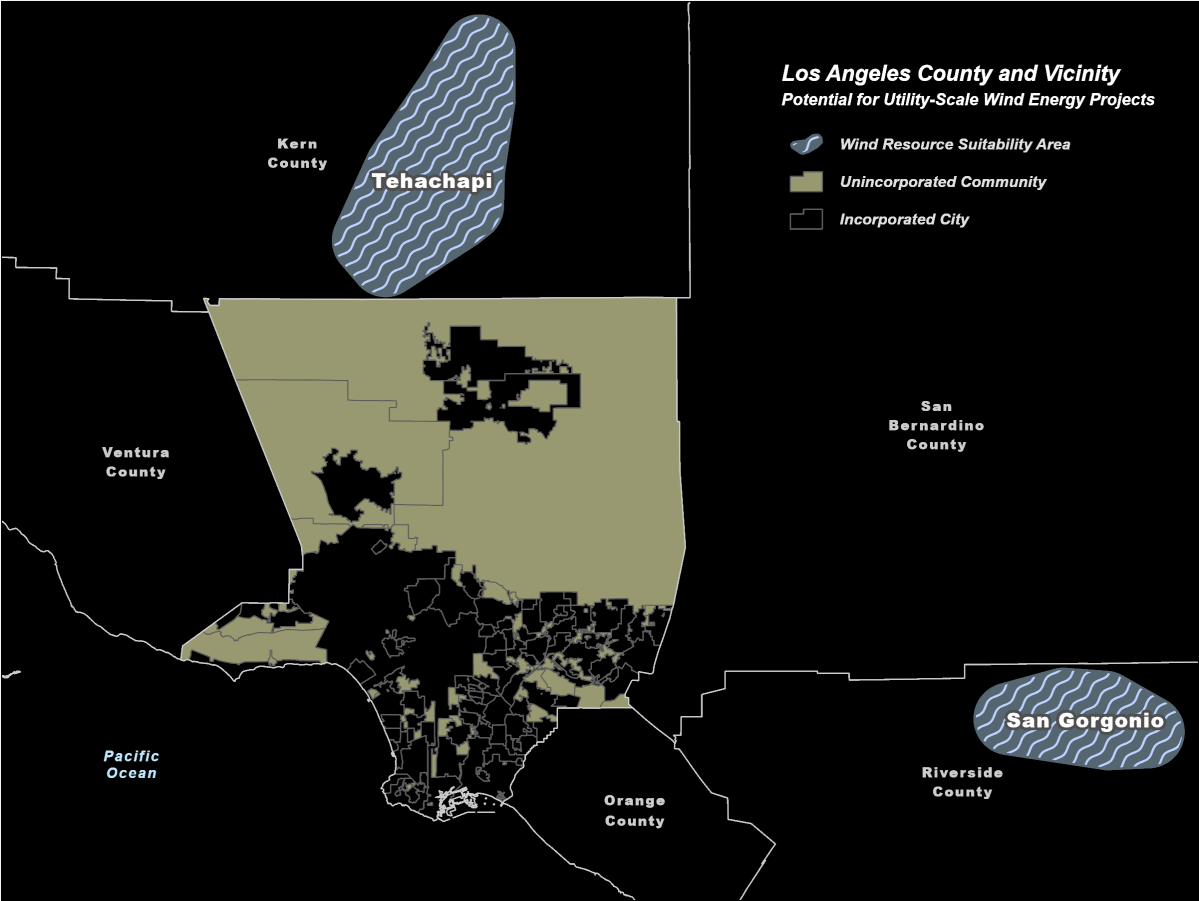 Los Angeles County and Vicinity
Potential for Utility-Scale Wind Energy Projects
Wind Resource Suitability Area
Unincorporated Community
Incorporated City
Kern
County
Tehachapi
San
Bernardino
County
Ventura
County
San Gorgonio
Pacific
Ocean
Riverside
County
Orange
County